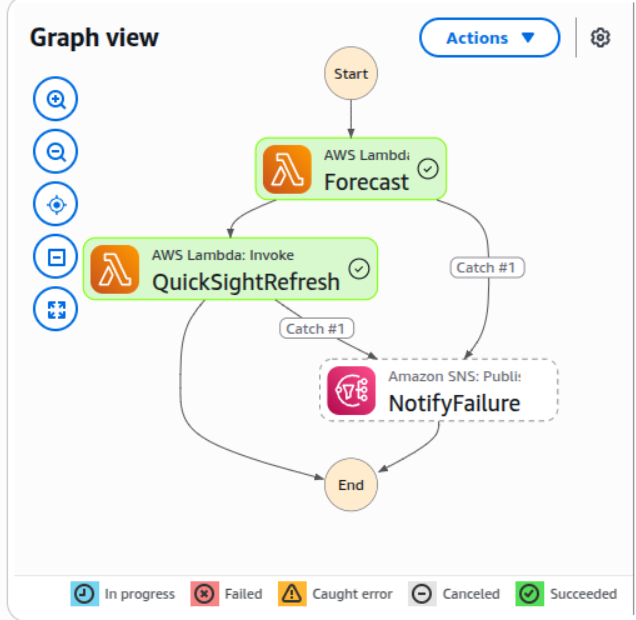 Graph view
Actions
Start
AWS Lambda
Forecast
Catch #1
AWS Lambda: Invoke
QuickSightRefresh
Catch #1
Amazon SNS: Publis
NotifyFailure
End
In progress
Failed
Caught error
Canceled
Succeeded